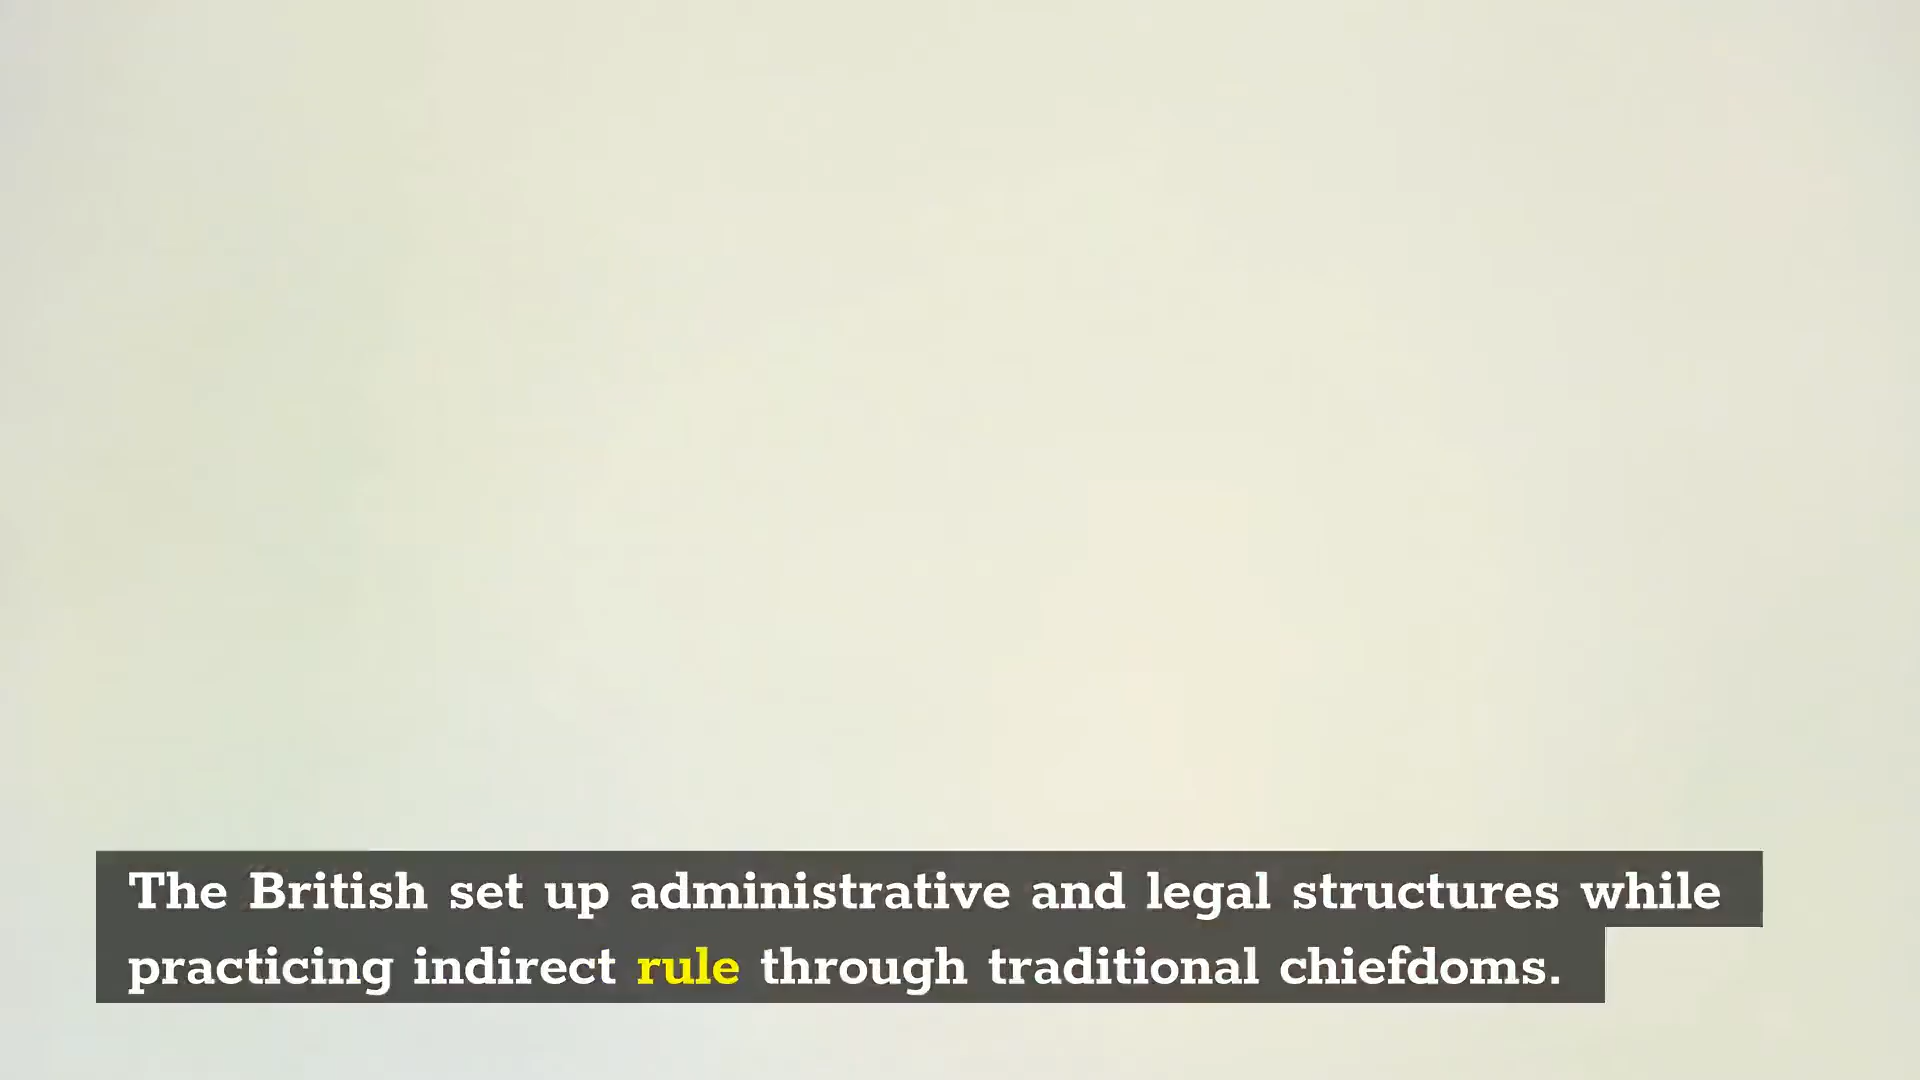 The British set up administrative and legal structures while
practicing indirect rule through traditional chiefdoms.